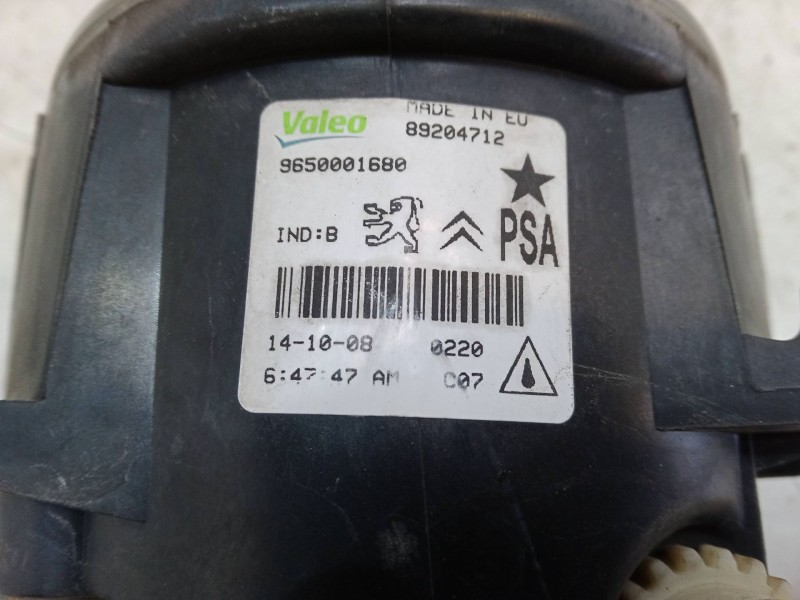 Valeo MADE IN EU
89204712
9650001680
IND:B PSA
14-10-08 0220
6:47:47 AM C07